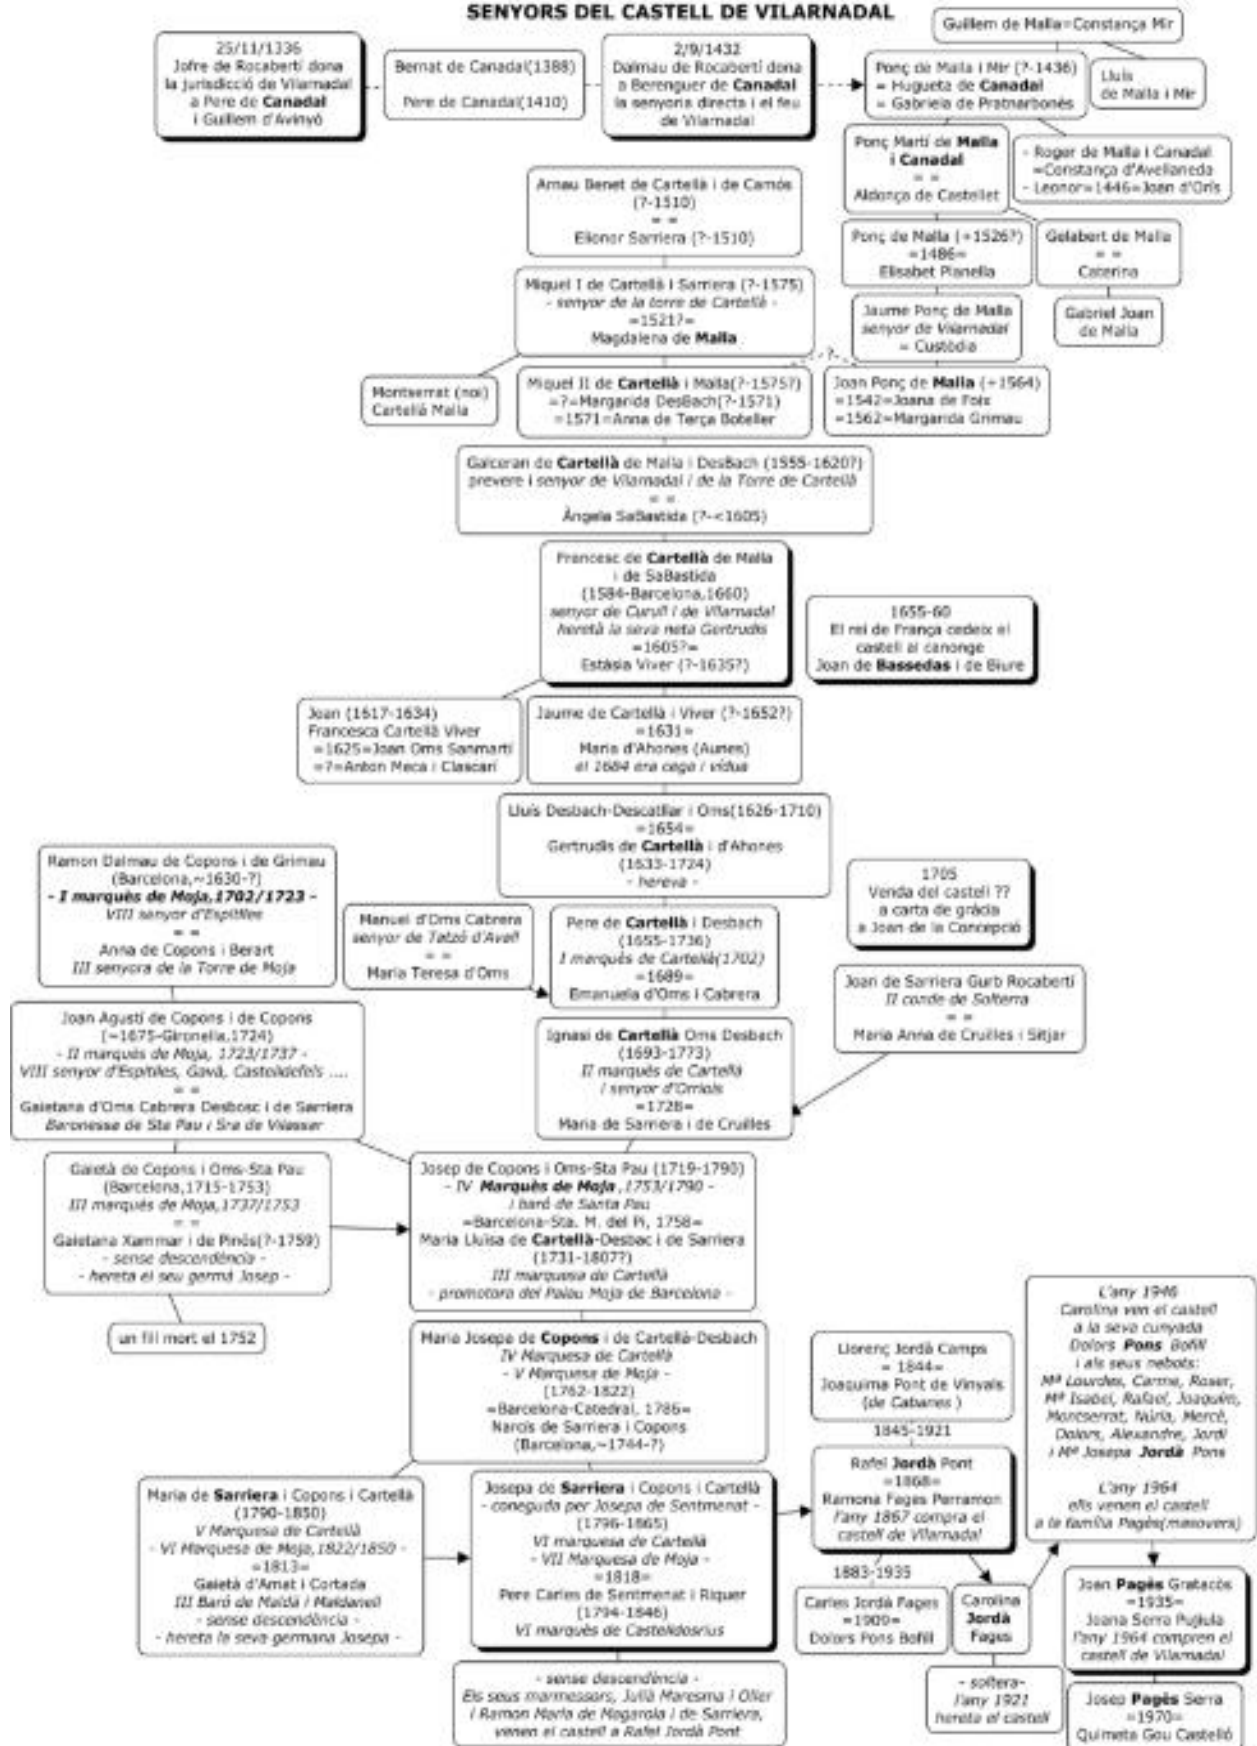 SENYORS DEL CASTELL DE VILARNADAL
25/11/1336
Jofre de Rocabertí dona
la jurisdicció de Vilarnadal
a Pere de Canadal
i Guillem d'Avinyó
Bernat de Canadal(1388)
Pere de Canadal(1410)
2/9/1432
Dalmau de Rocabertí dona
a Berenguer de Canadal
la senyoria directa i el feu
de Vilarnadal
Guillem de Malla=Constança Mir
Ponç de Malla i Mir (?-1436)
= Hugueta de Canadal
= Gabriela de Pratnarbonès
Lluís
de Malla i Mir
Ponç Martí de Malla
i Canadal
= =
Aldonça de Castellet
- Roger de Malla i Canadal
=Constança d'Avellaneda
- Leonor=1446=Joan d'Orís
Arnau Benet de Cartellà i de Camós
(?-1510)
= =
Elionor Sarriera (?-1510)
Ponç de Malla (+1526?)
=1486=
Elisabet Planella
Gelabert de Malla
= =
Caterina
Miquel I de Cartellà i Sarriera (?-1575)
- senyor de la torre de Cartellà -
=1521?=
Magdalena de Malla
Jaume Ponç de Malla
senyor de Vilarnadal
= Custòdia
Gabriel Joan
de Malla
?
Montserrat (noi)
Cartellà Malla
Miquel II de Cartellà i Malla(?-1575?)
=?=Margarida DesBach(?-1571)
=1571=Anna de Terça Boteller
Joan Ponç de Malla (+1564)
=1542=Joana de Foix
=1562=Margarida Grimau
Galceran de Cartellà de Malla i DesBach (1555-1620?)
prevere i senyor de Vilarnadal i de la Torre de Cartellà
= =
Àngela SaBastida (?-<1605)
Francesc de Cartellà de Malla
i de SaBastida
(1584-Barcelona,1660)
senyor de Curull i de Vilarnadal
heretà la seva neta Gertrudis
=1605?=
Estàsia Viver (?-1635?)
1655-60
El rei de França cedeix el
castell al canonge
Joan de Bassedas i de Biure
Joan (1617-1634)
Francesca Cartellà Viver
=1625=Joan Oms Sanmartí
=?=Anton Meca i Clascarí
Jaume de Cartellà i Viver (?-1652?)
=1631=
Maria d'Ahones (Aunes)
el 1684 era cega i vídua
Lluís Desbach-Descatllar i Oms(1626-1710)
=1654=
Gertrudis de Cartellà i d'Ahones
(1633-1724)
- hereva -
Ramon Dalmau de Copons i de Grimau
(Barcelona,~1630-?)
- I marquès de Moja,1702/1723 -
VIII senyor d'Espitlles
= =
Anna de Copons i Berart
III senyora de la Torre de Moja
1705
Venda del castell ??
a carta de gràcia
a Joan de la Concepció
Manuel d'Oms Cabrera
senyor de Tatzó d'Avall
= =
Maria Teresa d'Oms
Pere de Cartellà i Desbach
(1655-1736)
I marquès de Cartellà(1702)
=1689=
Emanuela d'Oms i Cabrera
Joan de Sarriera Gurb Rocabertí
II conde de Solterra
= =
Maria Anna de Cruïlles i Sitjar
Joan Agustí de Copons i de Copons
(~1675-Gironella,1724)
- II marquès de Moja, 1723/1737 -
VIII senyor d'Espitlles, Gavà, Castelldefels ....
= =
Gaietana d'Oms Cabrera Desbosc i de Sarriera
Baronessa de Sta Pau i Sra de Vilassar
Ignasi de Cartellà Oms Desbach
(1693-1773)
II marquès de Cartellà
i senyor d'Orriols
=1728=
Maria de Sarriera i de Cruïlles
Gaietà de Copons i Oms-Sta Pau
(Barcelona,1715-1753)
III marquès de Moja,1737/1753
= =
Gaietana Xammar i de Pinós(?-1759)
- sense descendència -
- hereta el seu germà Josep -
Josep de Copons i Oms-Sta Pau (1719-1790)
- IV Marquès de Moja ,1753/1790 -
i baró de Santa Pau
=Barcelona-Sta. M. del Pi, 1758=
Maria Lluïsa de Cartellà-Desbac i de Sarriera
(1731-1807?)
III marquesa de Cartellà
- promotora del Palau Moja de Barcelona -
un fill mort el 1752
Maria Josepa de Copons i de Cartellà-Desbach
IV Marquesa de Cartellà
- V Marquesa de Moja -
(1762-1822)
=Barcelona-Catedral, 1786=
Narcís de Sarriera i Copons
(Barcelona,~1744-?)
Llorenç Jordà Camps
= 1844=
Joaquima Pont de Vinyals
(de Cabanes )
L'any 1946
Carolina ven el castell
a la seva cunyada
Dolors Pons Bofill
i als seus nebots:
Mª Lourdes, Carme, Roser,
Mª Isabel, Rafael, Joaquim,
Montserrat, Núria, Mercè,
Dolors, Alexandre, Jordi
i Mª Josepa Jordà Pons
L'any 1964
ells venen el castell
a la família Pagès(masovers)
1845-1921
Rafel Jordà Pont
=1868=
Ramona Fages Perramon
l'any 1867 compra el
castell de Vilarnadal
Maria de Sarriera i Copons i Cartellà
(1790-1850)
V Marquesa de Cartellà
- VI Marquesa de Moja,1822/1850 -
=1813=
Gaietà d'Amat i Cortada
III Baró de Maldà i Maldanell
- sense descendència -
- hereta la seva germana Josepa -
Josepa de Sarriera i Copons i Cartellà
- coneguda per Josepa de Sentmenat -
(1796-1865)
VI marquesa de Cartellà
- VII Marquesa de Moja -
=1818=
Pere Carles de Sentmenat i Riquer
(1794-1846)
VI marquès de Castelldosrius
1883-1935
Carles Jordà Fages
=1909=
Dolors Pons Bofill
Carolina
Jordà
Fages
Joan Pagès Gratacòs
=1935=
Joana Serra Pujiula
l'any 1964 compren el
castell de Vilarnadal
- sense descendència -
Els seus marmessors, Julià Maresma i Oller
i Ramon Maria de Magarola i de Sarriera,
venen el castell a Rafel Jordà Pont
- soltera-
l'any 1921
hereta el castell
Josep Pagès Serra
=1970=
Quimeta Gou Castelló